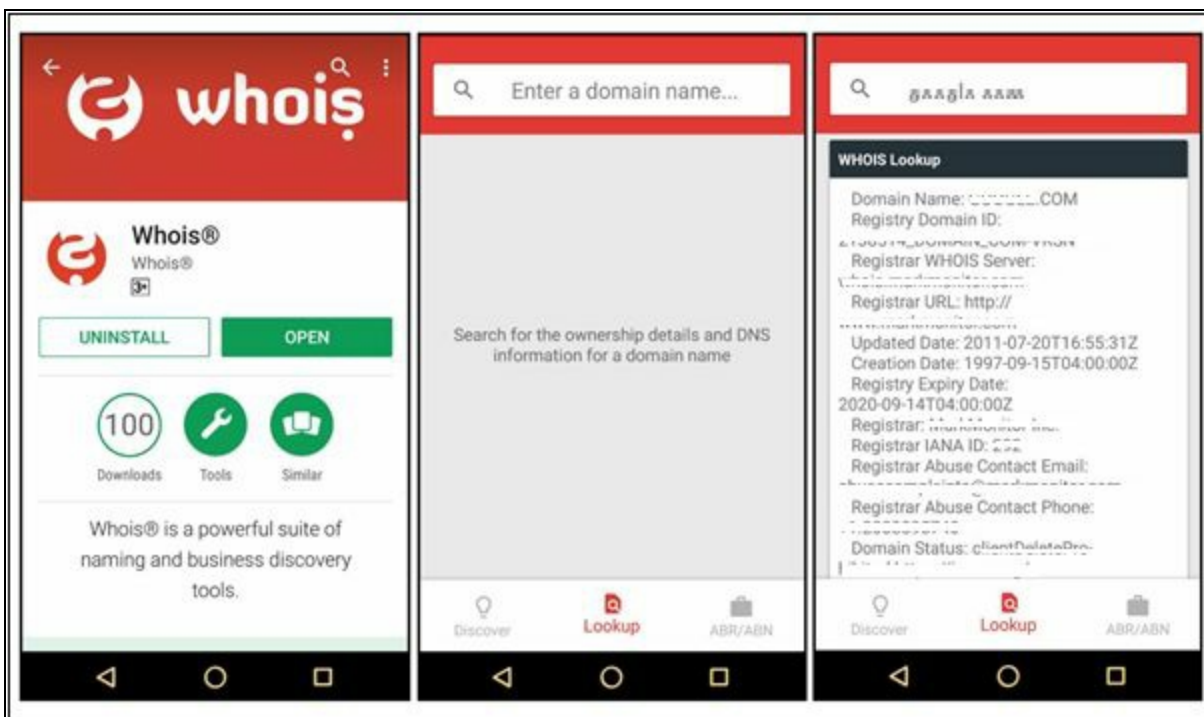 whois
Whois®
Whois®
3+
UNINSTALL
OPEN
100
Downloads
Tools
Similar
Whois® is a powerful suite of
naming and business discovery
tools.
Enter a domain name...
Search for the ownership details and DNS
information for a domain name
Discover
Lookup
ABR/ABN
WHOIS Lookup
Domain Name: .COM
Registry Domain ID:
Registrar WHOIS Server:
Registrar URL: http://
Updated Date: 2011-07-20T16:55:31Z
Creation Date: 1997-09-15T04:00:00Z
Registry Expiry Date:
2020-09-14T04:00:00Z
Registrar:
Registrar IANA ID:
Registrar Abuse Contact Email:
Registrar Abuse Contact Phone:
Domain Status:
Discover
Lookup
ABR/ABN